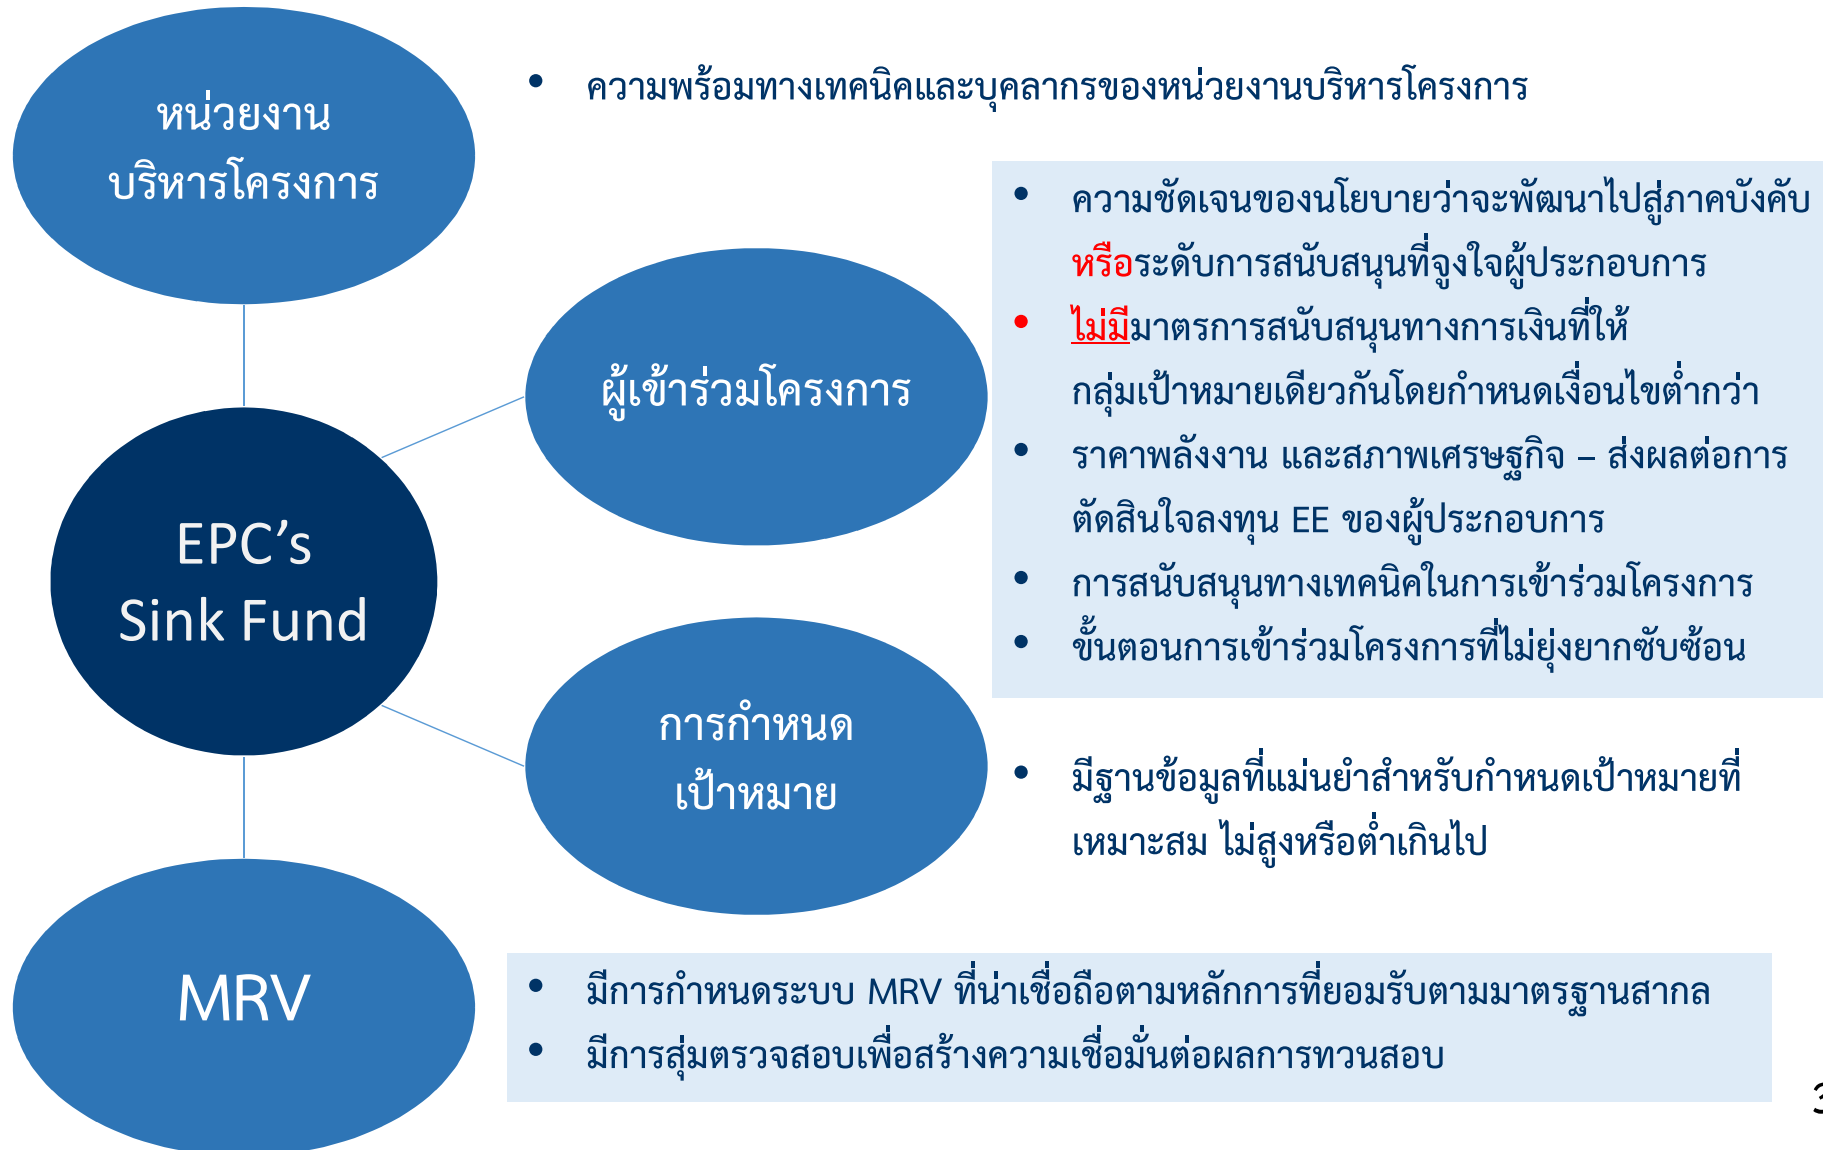 หน่วยงาน
บริหารโครงการ
• ความพร้อมทางเทคนิคและบุคลากรของหน่วยงานบริหารโครงการ
ผู้เข้าร่วมโครงการ
• ความชัดเจนของนโยบายว่าจะพัฒนาไปสู่ภาคบังคับ
หรือระดับการสนับสนุนที่จูงใจผู้ประกอบการ
• ไม่มีมาตรการสนับสนุนทางการเงินที่ให้
กลุ่มเป้าหมายเดียวกันโดยกำหนดเงื่อนไขต่ำกว่า
• ราคาพลังงาน และสภาพเศรษฐกิจ – ส่งผลต่อการ
ตัดสินใจลงทุน EE ของผู้ประกอบการ
• การสนับสนุนทางเทคนิคในการเข้าร่วมโครงการ
• ขั้นตอนการเข้าร่วมโครงการที่ไม่ยุ่งยากซับซ้อน
EPC’s
Sink Fund
การกำหนด
เป้าหมาย
• มีฐานข้อมูลที่แม่นยำสำหรับกำหนดเป้าหมายที่
เหมาะสม ไม่สูงหรือต่ำเกินไป
MRV
• มีการกำหนดระบบ MRV ที่น่าเชื่อถือตามหลักการที่ยอมรับตามมาตรฐานสากล
• มีการสุ่มตรวจสอบเพื่อสร้างความเชื่อมั่นต่อผลการทวนสอบ